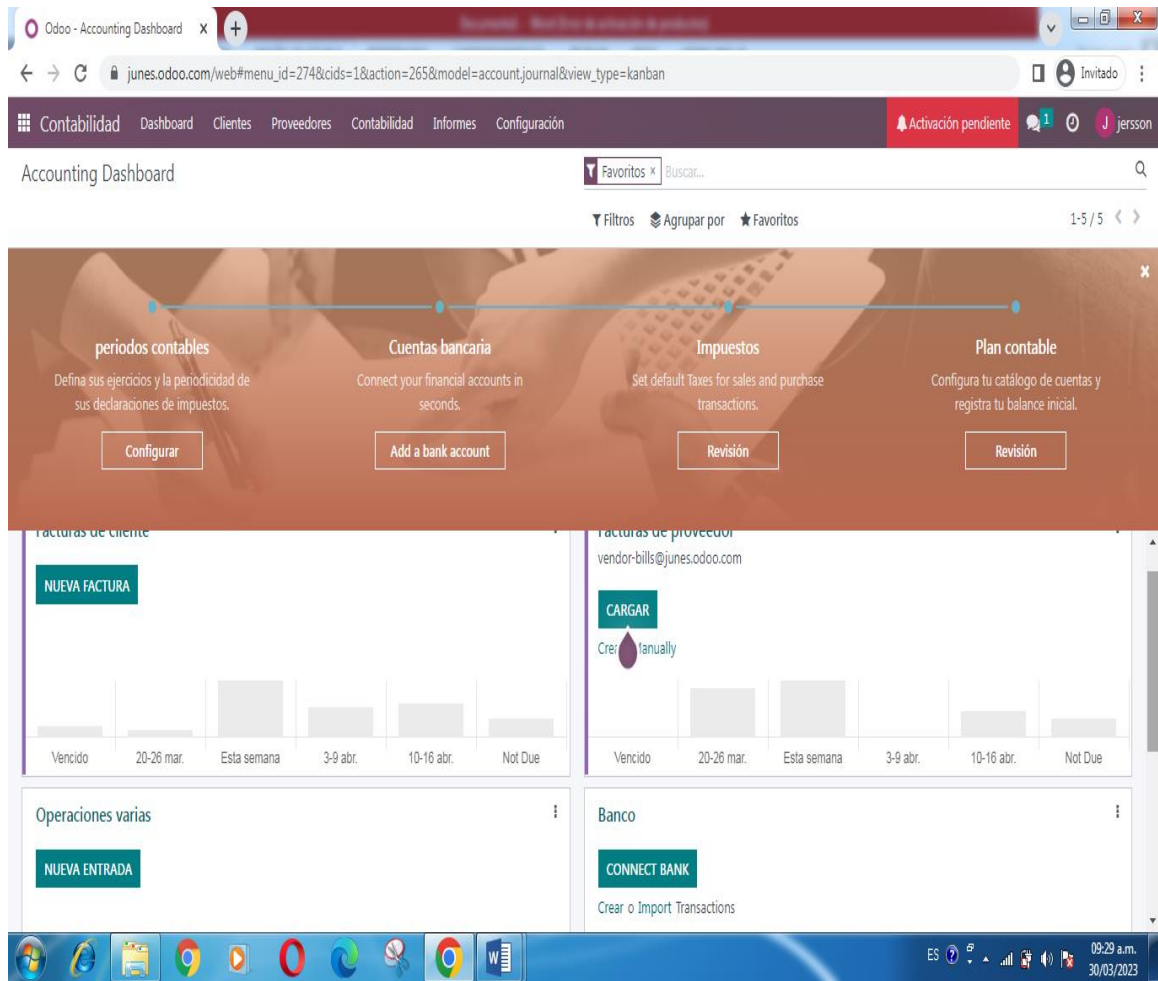 Odoo - Accounting Dashboard
junes.odoo.com/web#menu_id=274&cids=1&action=265&model=account.journal&view_type=kanban
Invitado
Contabilidad Dashboard Clientes Proveedores Contabilidad Informes Configuración
Activación pendiente 1 J jersson
Accounting Dashboard
Favoritos × Buscar...
Filtros Agrupar por Favoritos 1-5 / 5
periodos contables
Defina sus ejercicios y la periodicidad de
sus declaraciones de impuestos.
Configurar
Cuentas bancaria
Connect your financial accounts in
seconds.
Add a bank account
Impuestos
Set default Taxes for sales and purchase
transactions.
Revisión
Plan contable
Configura tu catálogo de cuentas y
registra tu balance inicial.
Revisión
Facturas de cliente
NUEVA FACTURA
Vencido 20-26 mar. Esta semana 3-9 abr. 10-16 abr. Not Due
Facturas de proveedor
vendor-bills@junes.odoo.com
CARGAR
Manually
Vencido 20-26 mar. Esta semana 3-9 abr. 10-16 abr. Not Due
Operaciones varias
NUEVA ENTRADA
Banco
CONNECT BANK
Crear o Import Transactions
ES
09:29 a.m.
30/03/2023